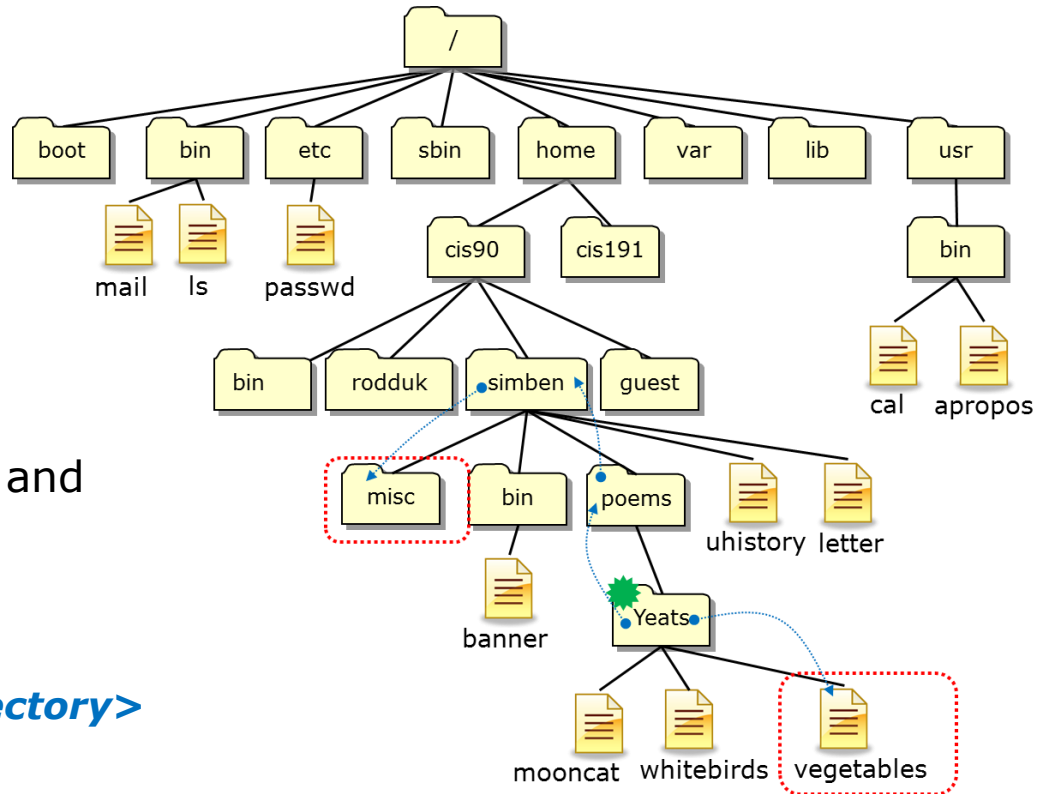 /
boot bin etc sbin home var lib usr
mail ls passwd cis90 cis191 bin
bin rodduk simben guest cal apropos
and misc bin poems uhistory letter
banner Yeats
ectory>
mooncat whitebirds vegetables